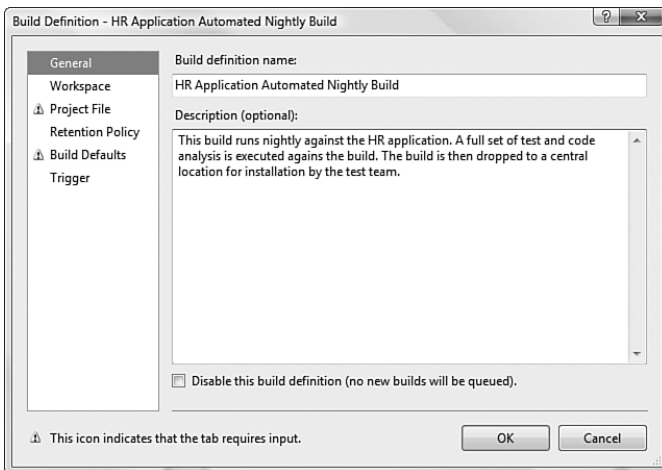 Build Definition - HR Application Automated Nightly Build
General
Workspace
Project File
Retention Policy
Build Defaults
Trigger
Build definition name:
HR Application Automated Nightly Build
Description (optional):
This build runs nightly against the HR application. A full set of test and code
analysis is executed agains the build. The build is then dropped to a central
location for installation by the test team.
Disable this build definition (no new builds will be queued).
This icon indicates that the tab requires input.
OK
Cancel